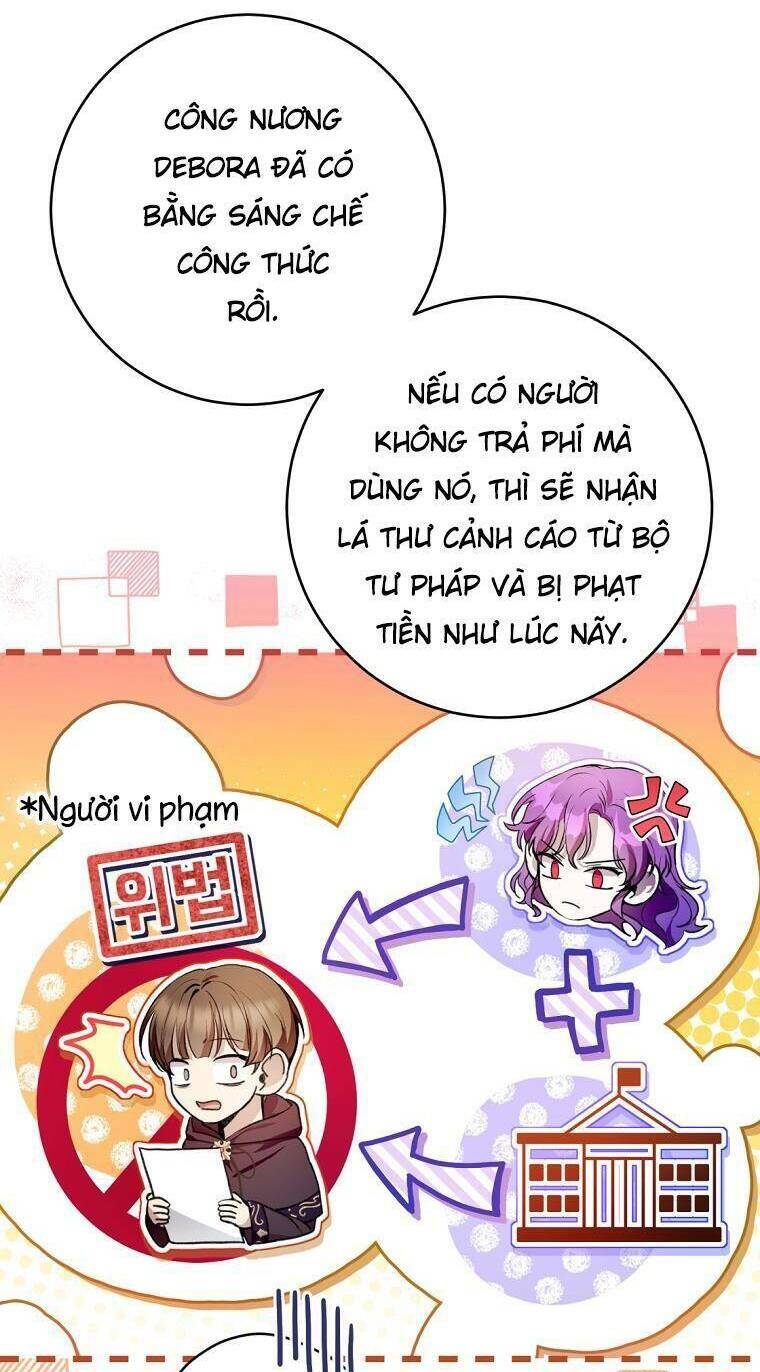 CÔNG NƯƠNG
DEBORA ĐÃ CÓ
BẰNG SÁNG CHẾ
CÔNG THỨC
RỒI.
NẾU CÓ NGƯỜI
KHÔNG TRẢ PHÍ MÀ
DÙNG NÓ, THÌ SẼ NHẬN
LÁ THƯ CẢNH CÁO TỪ BỘ
TƯ PHÁP VÀ BỊ PHẠT
TIỀN NHƯ LÚC NÃY.
*Người vi phạm
위법